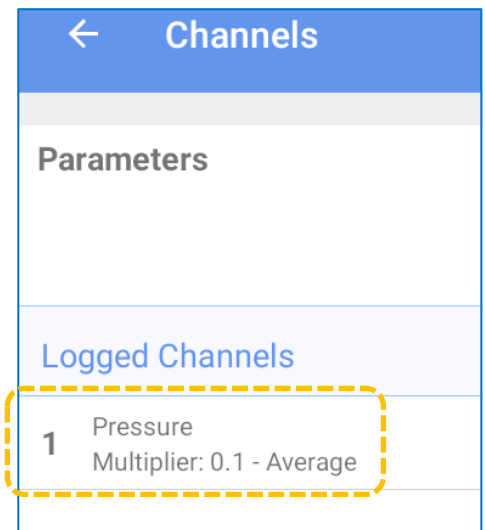 ← Channels
Parameters
Logged Channels
1 Pressure
Multiplier: 0.1 - Average